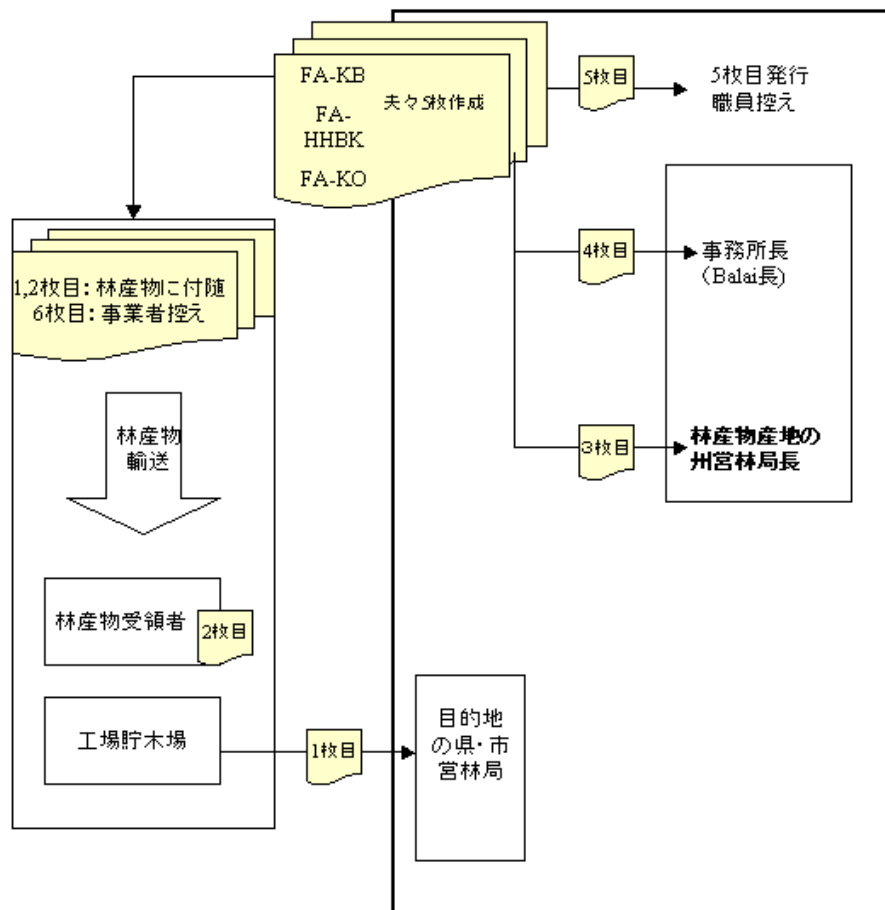 FA-KB
FA-
HHBK
FA-KO
夫々5枚作成
5枚目
5枚目発行
職員控え
4枚目
事務所長
（Balai長）
3枚目
林産物産地の
州営林局長
1,2枚目：林産物に付随
6枚目：事業者控え
林産物
輸送
林産物受領者
2枚目
工場貯木場
1枚目
目的地
の県・市
営林局